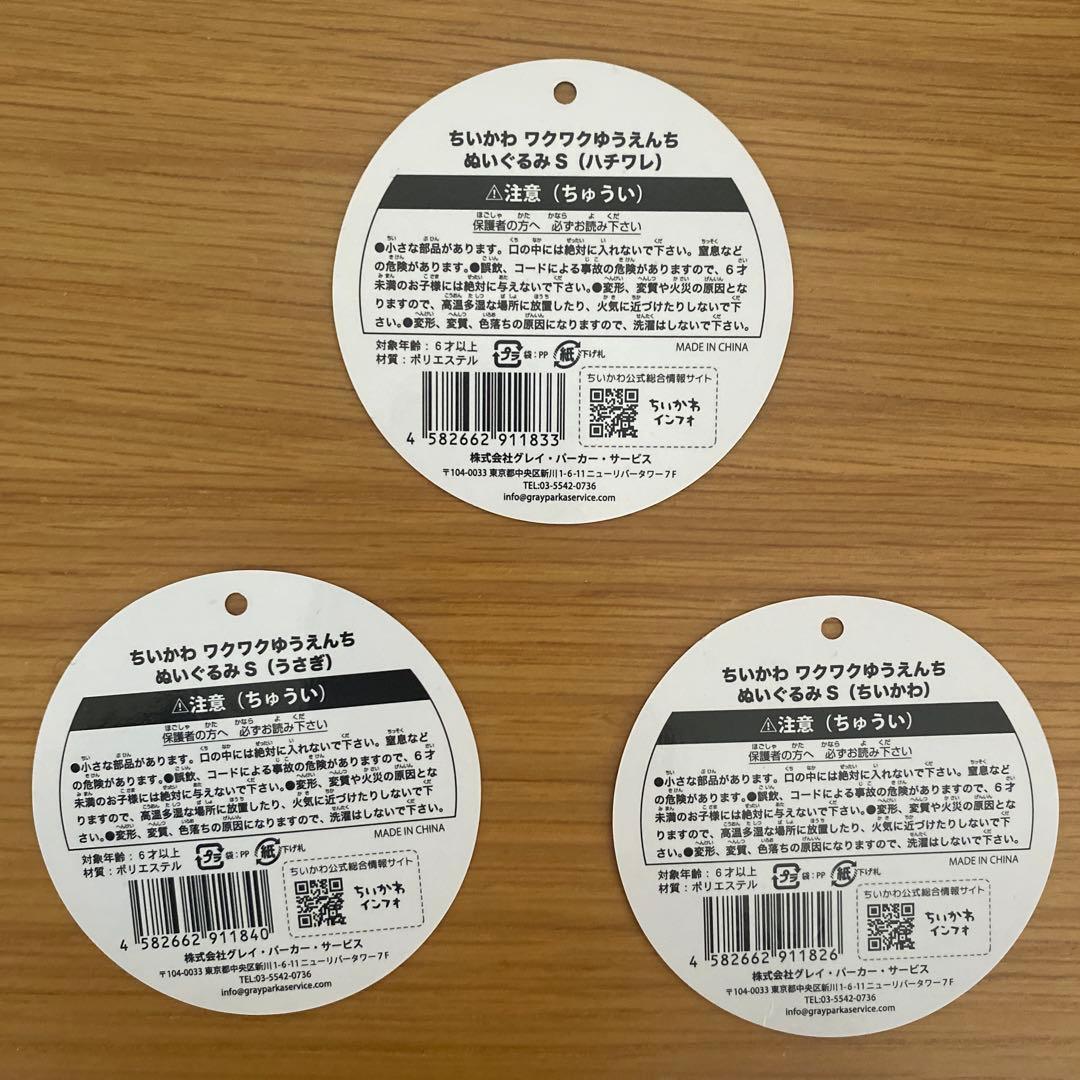 ちいかわ ワクワクゆうえんち
ぬいぐるみ S（ハチワレ）
⚠注意（ちゅうい）
保護者の方へ 必ずお読み下さい
●小さな部品があります。口の中には絶対に入れないで下さい。窒息など
の危険があります。●誤飲、コードによる事故の危険がありますので、6才
未満のお子様には絶対に与えないで下さい。●変形、変質や火災の原因とな
りますので、高温多湿な場所に放置したり、火気に近づけたりしないで下
さい。●変形、変質、色落ちの原因になりますので、洗濯はしないで下さい。
対象年齢：6才以上
材質：ポリエステル
プラ 袋：PP 紙 下げ札
MADE IN CHINA
ちいかわ公式総合情報サイト
ちいかわ
インフォ
4 582662 911833
株式会社グレイ・パーカー・サービス
〒104-0033 東京都中央区新川1-6-11 ニューリバータワー7F
TEL:03-5542-0736
info@grayparkaservice.com
ちいかわ ワクワクゆうえんち
ぬいぐるみ S（うさぎ）
⚠注意（ちゅうい）
保護者の方へ 必ずお読み下さい
●小さな部品があります。口の中には絶対に入れないで下さい。窒息など
の危険があります。●誤飲、コードによる事故の危険がありますので、6才
未満のお子様には絶対に与えないで下さい。●変形、変質や火災の原因とな
りますので、高温多湿な場所に放置したり、火気に近づけたりしないで下
さい。●変形、変質、色落ちの原因になりますので、洗濯はしないで下さい。
対象年齢：6才以上
材質：ポリエステル
プラ 袋：PP 紙 下げ札
MADE IN CHINA
ちいかわ公式総合情報サイト
ちいかわ
インフォ
4 582662 911840
株式会社グレイ・パーカー・サービス
〒104-0033 東京都中央区新川1-6-11 ニューリバータワー7F
TEL:03-5542-0736
info@grayparkaservice.com
ちいかわ ワクワクゆうえんち
ぬいぐるみ S（ちいかわ）
⚠注意（ちゅうい）
保護者の方へ 必ずお読み下さい
●小さな部品があります。口の中には絶対に入れないで下さい。窒息など
の危険があります。●誤飲、コードによる事故の危険がありますので、6才
未満のお子様には絶対に与えないで下さい。●変形、変質や火災の原因とな
りますので、高温多湿な場所に放置したり、火気に近づけたりしないで下
さい。●変形、変質、色落ちの原因になりますので、洗濯はしないで下さい。
対象年齢：6才以上
材質：ポリエステル
プラ 袋：PP 紙 下げ札
MADE IN CHINA
ちいかわ公式総合情報サイト
ちいかわ
インフォ
4 582662 911826
株式会社グレイ・パーカー・サービス
〒104-0033 東京都中央区新川1-6-11 ニューリバータワー7F
TEL:03-5542-0736
info@grayparkaservice.com